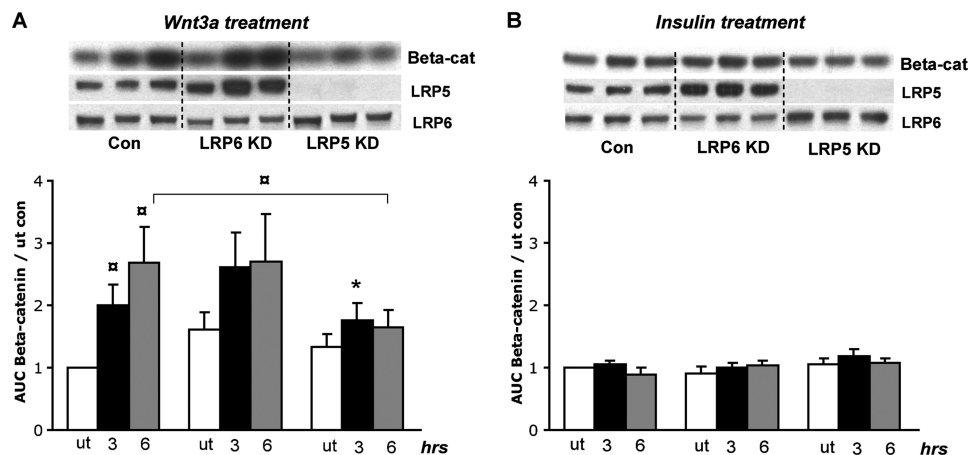 A
Wnt3a treatment
Beta-cat
LRP5
LRP6
Con LRP6 KD LRP5 KD
AUC Beta-catenin / ut con
4
3
2
1
0
¤
¤
¤
*
ut 3 6 ut 3 6 ut 3 6 hrs
B
Insulin treatment
Beta-cat
LRP5
LRP6
Con LRP6 KD LRP5 KD
AUC Beta-catenin / ut con
4
3
2
1
0
ut 3 6 ut 3 6 ut 3 6 hrs